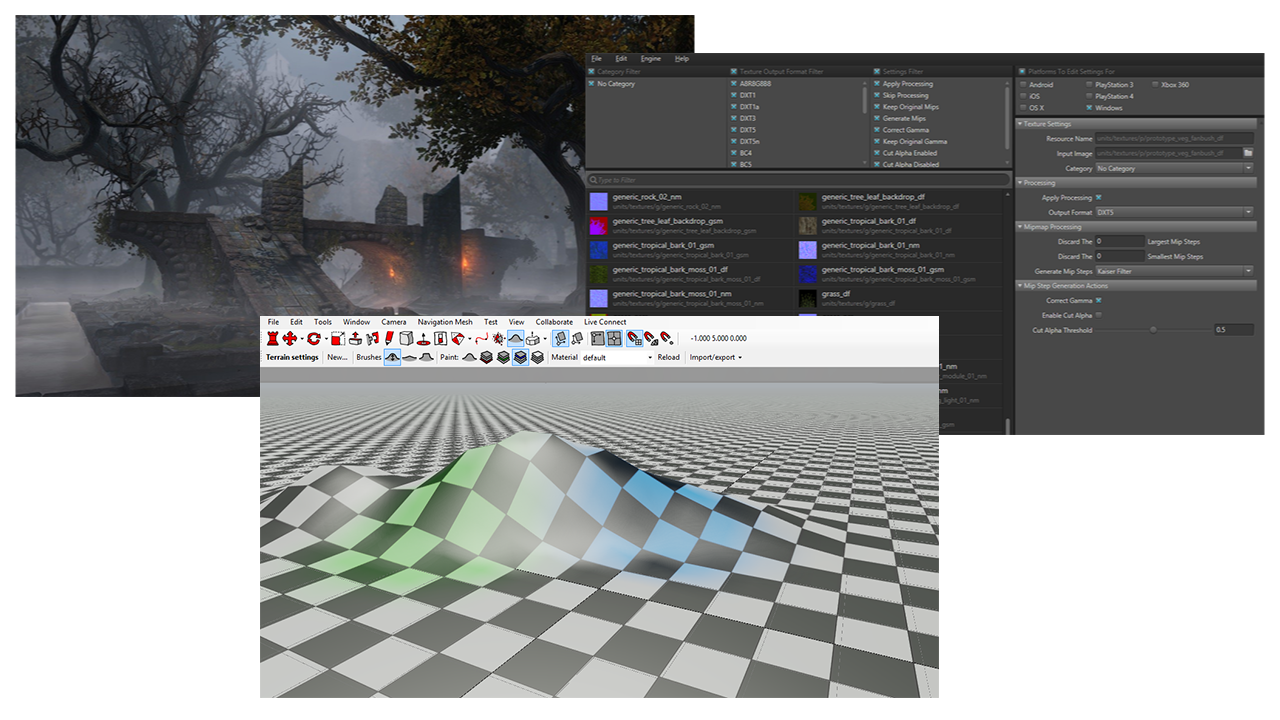 File Edit Engine Help
Category Filter
No Category
Texture Output Format Filter
A8R8G8B8
DXT1
DXT1a
DXT3
DXT5
DXT5n
BC4
BC5
Settings Filter
Apply Processing
Skip Processing
Keep Original Mips
Generate Mips
Correct Gamma
Keep Original Gamma
Cut Alpha Enabled
Cut Alpha Disabled
Type to Filter
generic_rock_02_nm
units/textures/g/generic_rock_02_nm
generic_tree_leaf_backdrop_df
units/textures/g/generic_tree_leaf_backdrop_df
generic_tree_leaf_backdrop_gsm
units/textures/g/generic_tree_leaf_backdrop_gsm
generic_tropical_bark_01_df
units/textures/g/generic_tropical_bark_01_df
generic_tropical_bark_01_gsm
units/textures/g/generic_tropical_bark_01_gsm
generic_tropical_bark_01_nm
units/textures/g/generic_tropical_bark_01_nm
generic_tropical_bark_moss_01_df
units/textures/g/generic_tropical_bark_moss_01_df
generic_tropical_bark_moss_01_gsm
units/textures/g/generic_tropical_bark_moss_01_gsm
generic_tropical_bark_moss_01_nm
units/textures/g/generic_tropical_bark_moss_01_nm
grass_df
units/textures/g/grass_df
1_nm
_module_01_nm
nm
g_light_01_nm
_gsm
Platforms To Edit Settings For
Android PlayStation 3 Xbox 360
iOS PlayStation 4
OS X Windows
Texture Settings
Resource Name units/textures/p/prototype_veg_fanbush_df
Input Image units/textures/p/prototype_veg_fanbush_df
Category No Category
Processing
Apply Processing
Output Format DXT5
Mipmap Processing
Discard The 0 Largest Mip Steps
Discard The 0 Smallest Mip Steps
Generate Mip Steps Kaiser Filter
Mip Step Generation Actions
Correct Gamma
Enable Cut Alpha
Cut Alpha Threshold 0.5
File Edit Tools Window Camera Navigation Mesh Test View Collaborate Live Connect
-1.000 5.000 0.000
Terrain settings New... Brushes Paint: Material default Reload Import/export